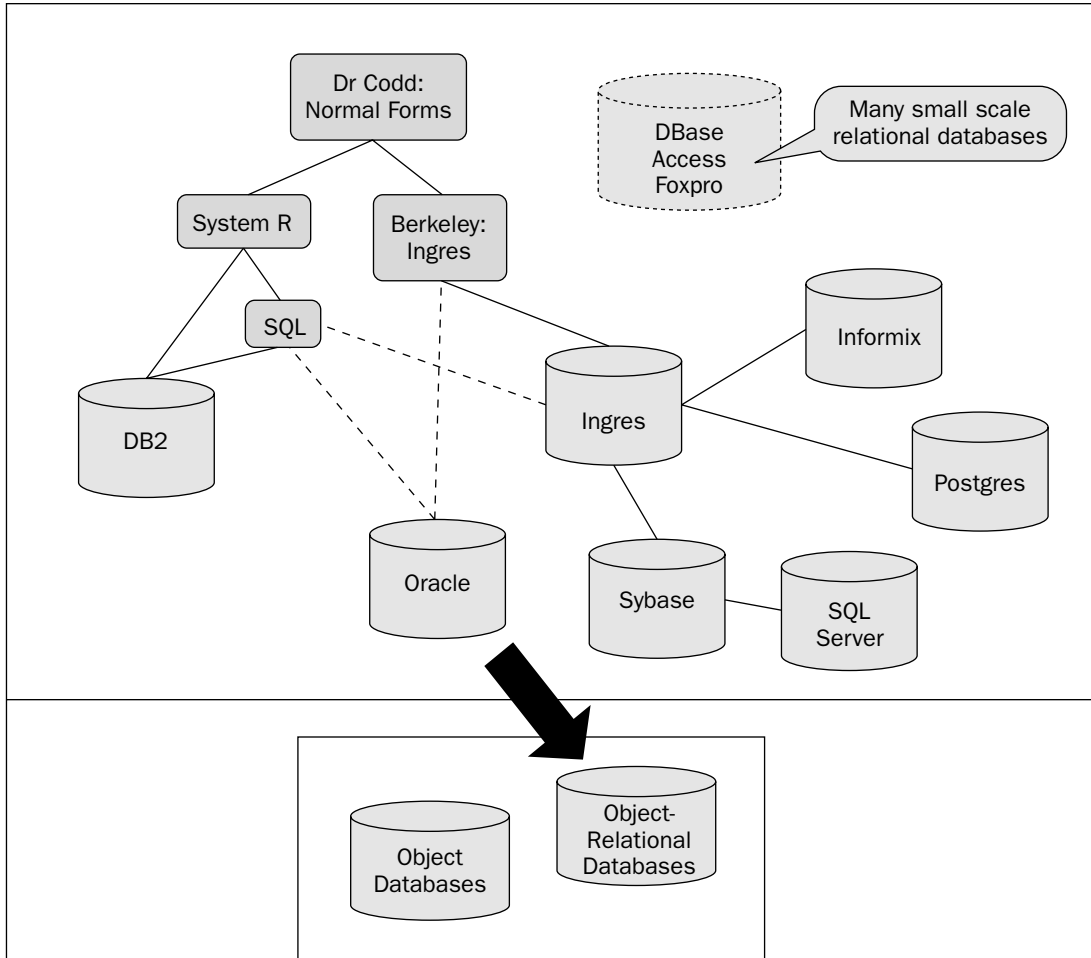 Dr Codd:
Normal Forms
DBase
Access
Foxpro
Many small scale
relational databases
System R
Berkeley:
Ingres
SQL
Informix
DB2
Ingres
Postgres
Oracle
Sybase
SQL
Server
Object
Databases
Object-
Relational
Databases